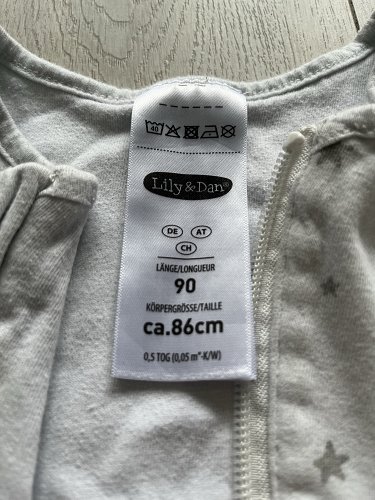 40
Lily&Dan®
DE AT
CH
LÄNGE/LONGUEUR
90
KÖRPERGRÖSSE/TAILLE
ca.86cm
0,5 TOG (0,05 m²·K/W)